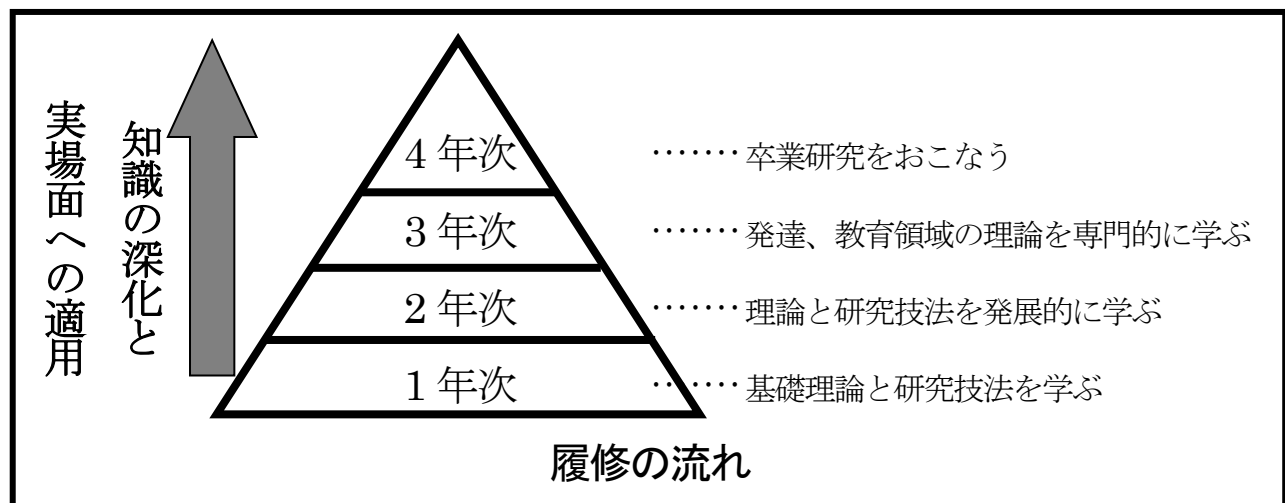 知識の深化と
実場面への適用
4年次
･･･････卒業研究をおこなう
3年次
･･･････発達、教育領域の理論を専門的に学ぶ
2年次
･･･････理論と研究技法を発展的に学ぶ
1年次
･･･････基礎理論と研究技法を学ぶ
履修の流れ